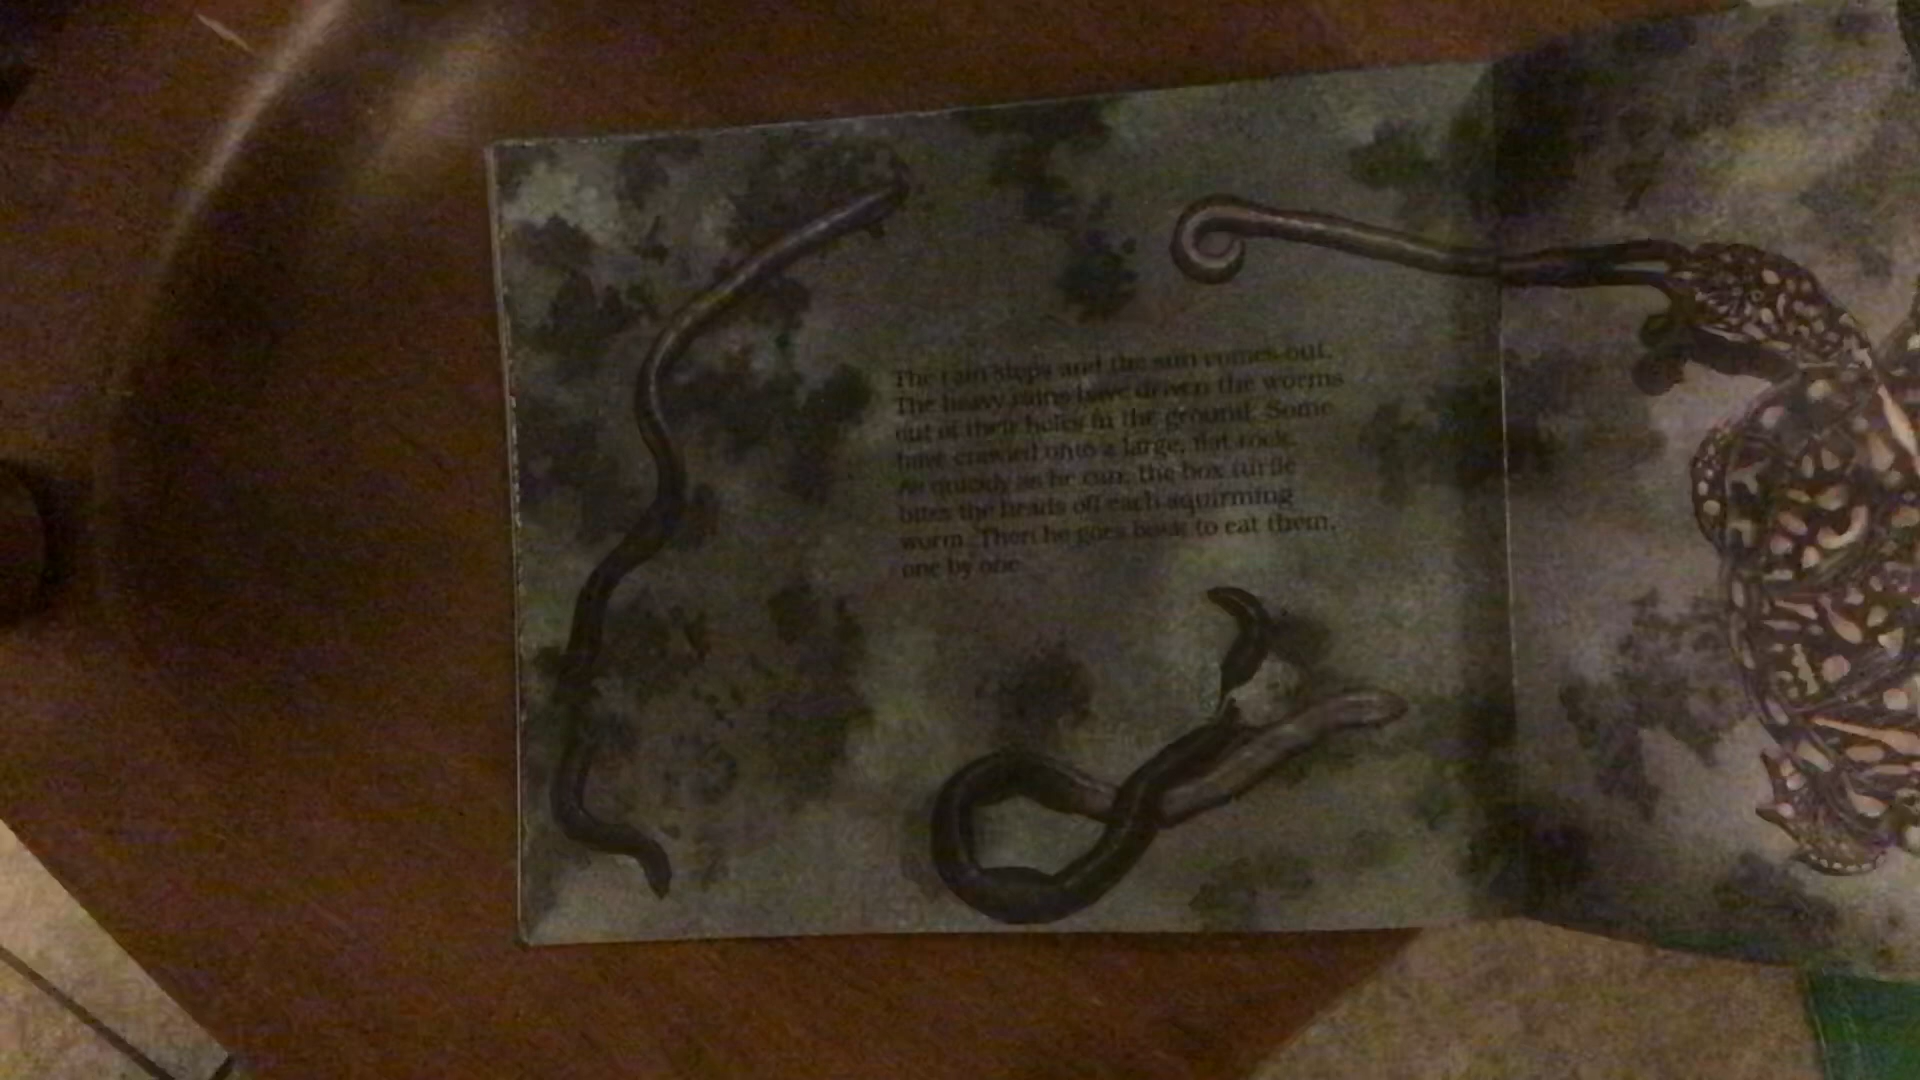 The rain stops and the sun comes out.
The heavy rains have driven the worms
out of their holes in the ground. Some
have crawled onto a large, flat rock.
As quickly as he can, the box turtle
bites the heads off each squirming
worm. Then he goes back to eat them,
one by one.